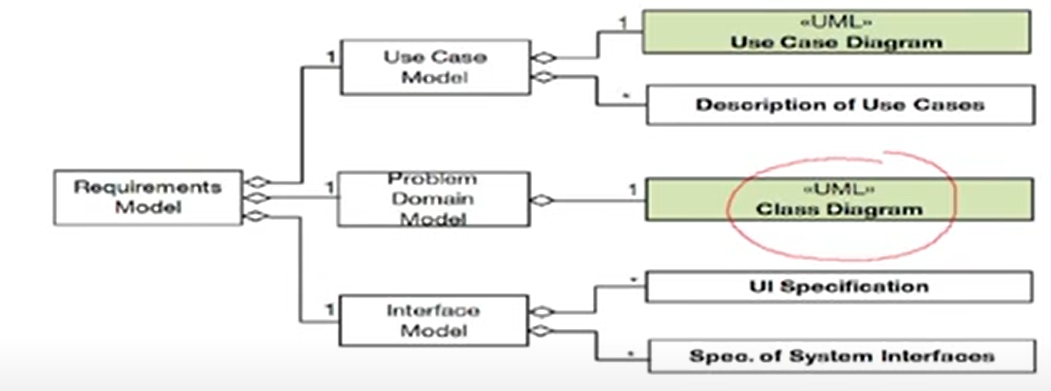 1
«UML»
Use Case Diagram
1
Use Case
Model
*
Description of Use Cases
Requirements
Model
1
Problem
Domain
Model
1
«UML»
Class Diagram
1
Interface
Model
*
UI Specification
*
Spec. of System Interfaces